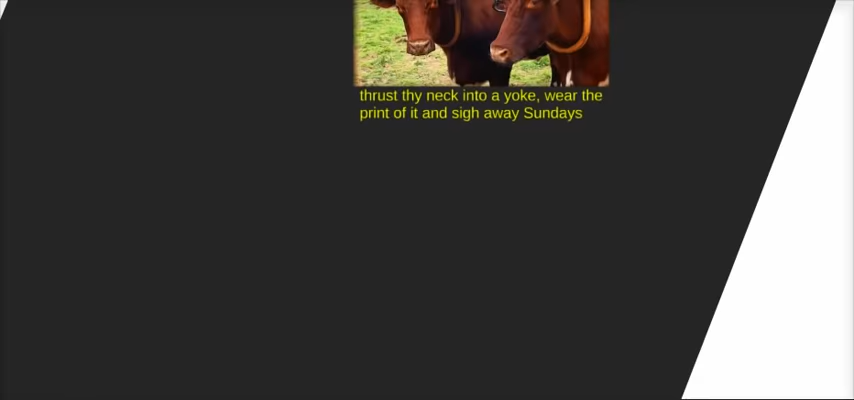 thrust thy neck into a yoke, wear the
print of it and sigh away Sundays